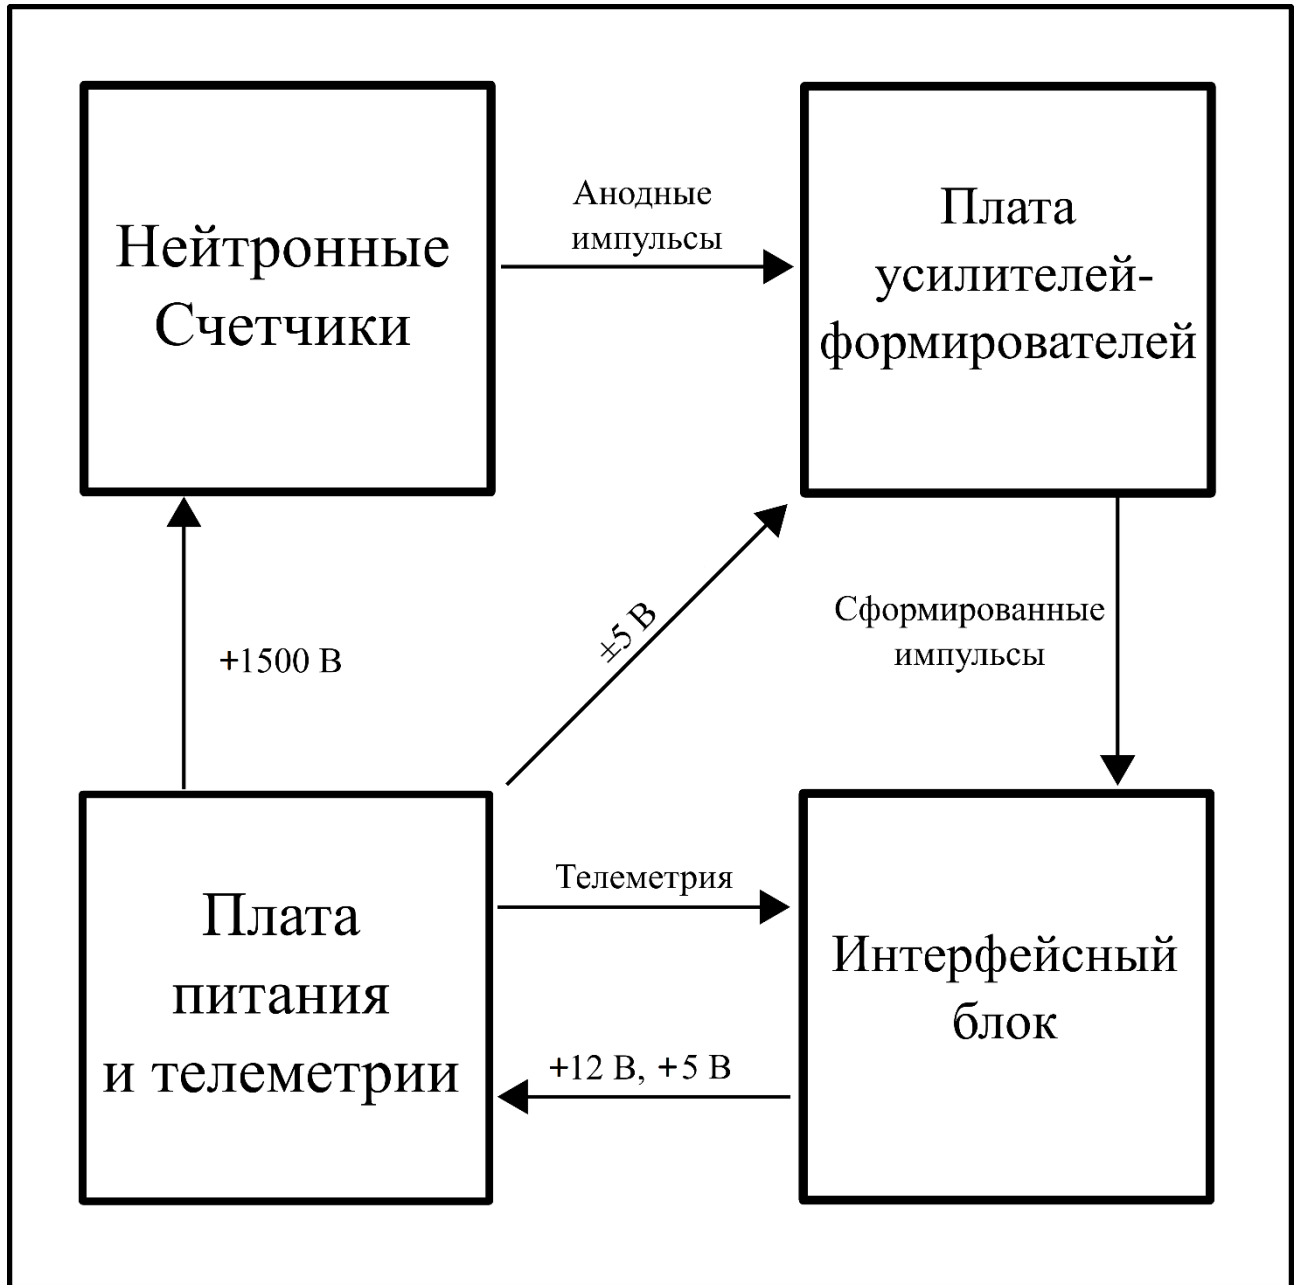 Нейтронные
Счетчики
Анодные
импульсы
Плата
усилителей-
формирователей
+1500 В
±5 В
Сформированные
импульсы
Плата
питания
и телеметрии
Телеметрия
+12 В, +5 В
Интерфейсный
блок